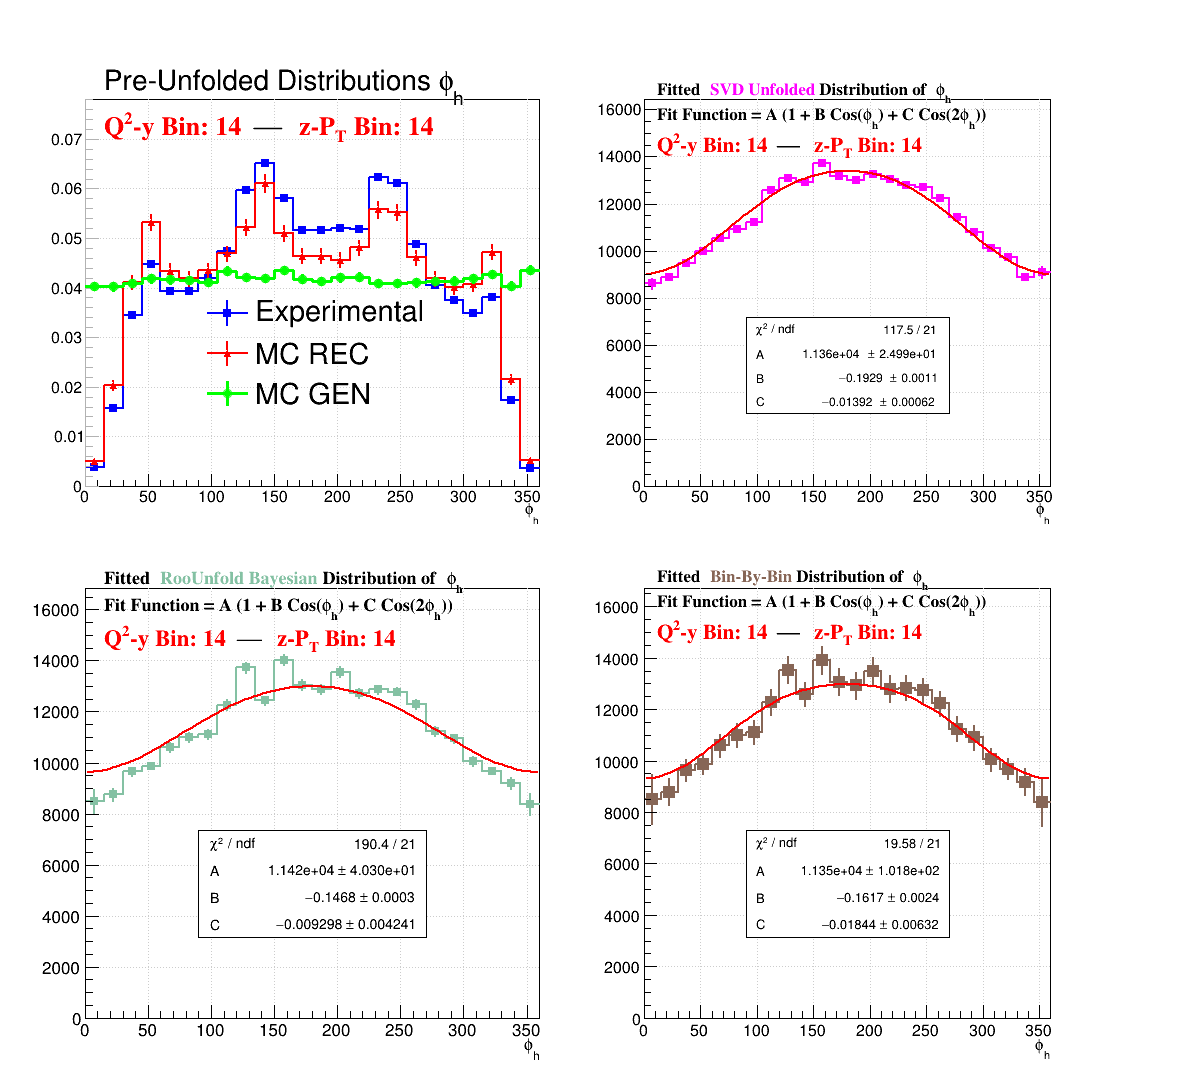 Pre-Unfolded Distributions ϕh
Q²-y Bin: 14 — z-PT Bin: 14
0.07
0.06
0.05
0.04
0.03
0.02
0.01
0
Experimental
MC REC
MC GEN
0 50 100 150 200 250 300 350
ϕh
Fitted SVD Unfolded Distribution of ϕh
Fit Function = A (1 + B Cos(ϕh) + C Cos(2ϕh))
Q²-y Bin: 14 — z-PT Bin: 14
16000
14000
12000
10000
8000
6000
4000
2000
0
χ² / ndf 117.5 / 21
A 1.136e+04 ± 2.499e+01
B −0.1929 ± 0.0011
C −0.01392 ± 0.00062
0 50 100 150 200 250 300 350
ϕh
Fitted RooUnfold Bayesian Distribution of ϕh
Fit Function = A (1 + B Cos(ϕh) + C Cos(2ϕh))
Q²-y Bin: 14 — z-PT Bin: 14
16000
14000
12000
10000
8000
6000
4000
2000
0
χ² / ndf 190.4 / 21
A 1.142e+04 ± 4.030e+01
B −0.1468 ± 0.0003
C −0.009298 ± 0.004241
0 50 100 150 200 250 300 350
ϕh
Fitted Bin-By-Bin Distribution of ϕh
Fit Function = A (1 + B Cos(ϕh) + C Cos(2ϕh))
Q²-y Bin: 14 — z-PT Bin: 14
16000
14000
12000
10000
8000
6000
4000
2000
0
χ² / ndf 19.58 / 21
A 1.135e+04 ± 1.018e+02
B −0.1617 ± 0.0024
C −0.01844 ± 0.00632
0 50 100 150 200 250 300 350
ϕh